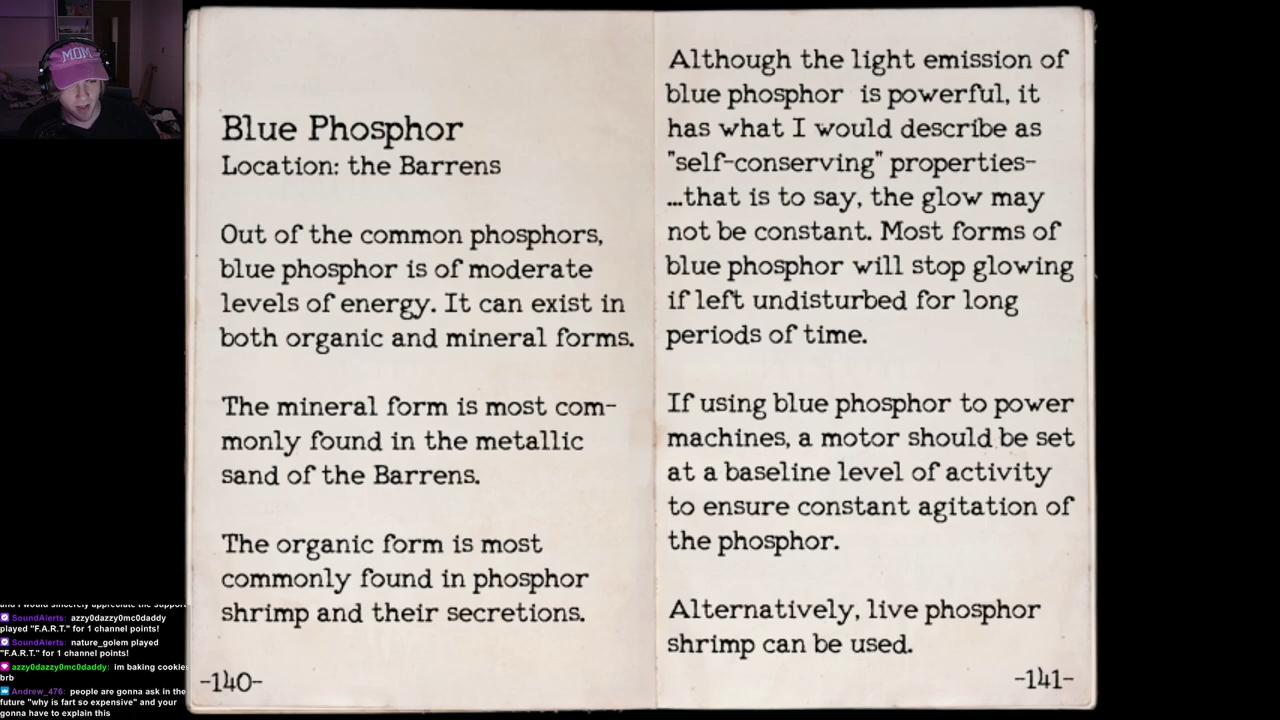 MOM
Blue Phosphor
Location: the Barrens
Out of the common phosphors,
blue phosphor is of moderate
levels of energy. It can exist in
both organic and mineral forms.
The mineral form is most com-
monly found in the metallic
sand of the Barrens.
The organic form is most
commonly found in phosphor
shrimp and their secretions.
-140-
Although the light emission of
blue phosphor  is powerful, it
has what I would describe as
"self-conserving" properties-
...that is to say, the glow may
not be constant. Most forms of
blue phosphor will stop glowing
if left undisturbed for long
periods of time.
If using blue phosphor to power
machines, a motor should be set
at a baseline level of activity
to ensure constant agitation of
the phosphor.
Alternatively, live phosphor
shrimp can be used.
-141-
and I would sincerely appreciate the support
SoundAlerts: azzy0dazzy0mc0daddy
played "F.A.R.T." for 1 channel points!
SoundAlerts: nature_golem played
"F.A.R.T." for 1 channel points!
azzy0dazzy0mc0daddy: im baking cookies
brb
Andrew_476: people are gonna ask in the
future "why is fart so expensive" and your
gonna have to explain this